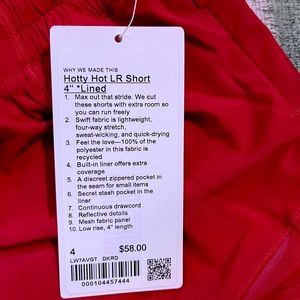 WHY WE MADE THIS
Hotty Hot LR Short
4" *Lined
1. Max out that stride. We cut
these shorts with extra room so
you can run freely
2. Swift fabric is lightweight,
four-way stretch,
sweat-wicking, and quick-drying
3. Feel the love—100% of the
polyester in this fabric is
recycled
4. Built-in liner offers extra
coverage
5. A discreet zippered pocket in
the seam for small items
6. Secret stash pocket in the
liner
7. Continuous drawcord
8. Reflective details
9. Mesh fabric panel
10. Low rise, 4" length
4 $58.00
LW7AVGT DKRD
000104457444